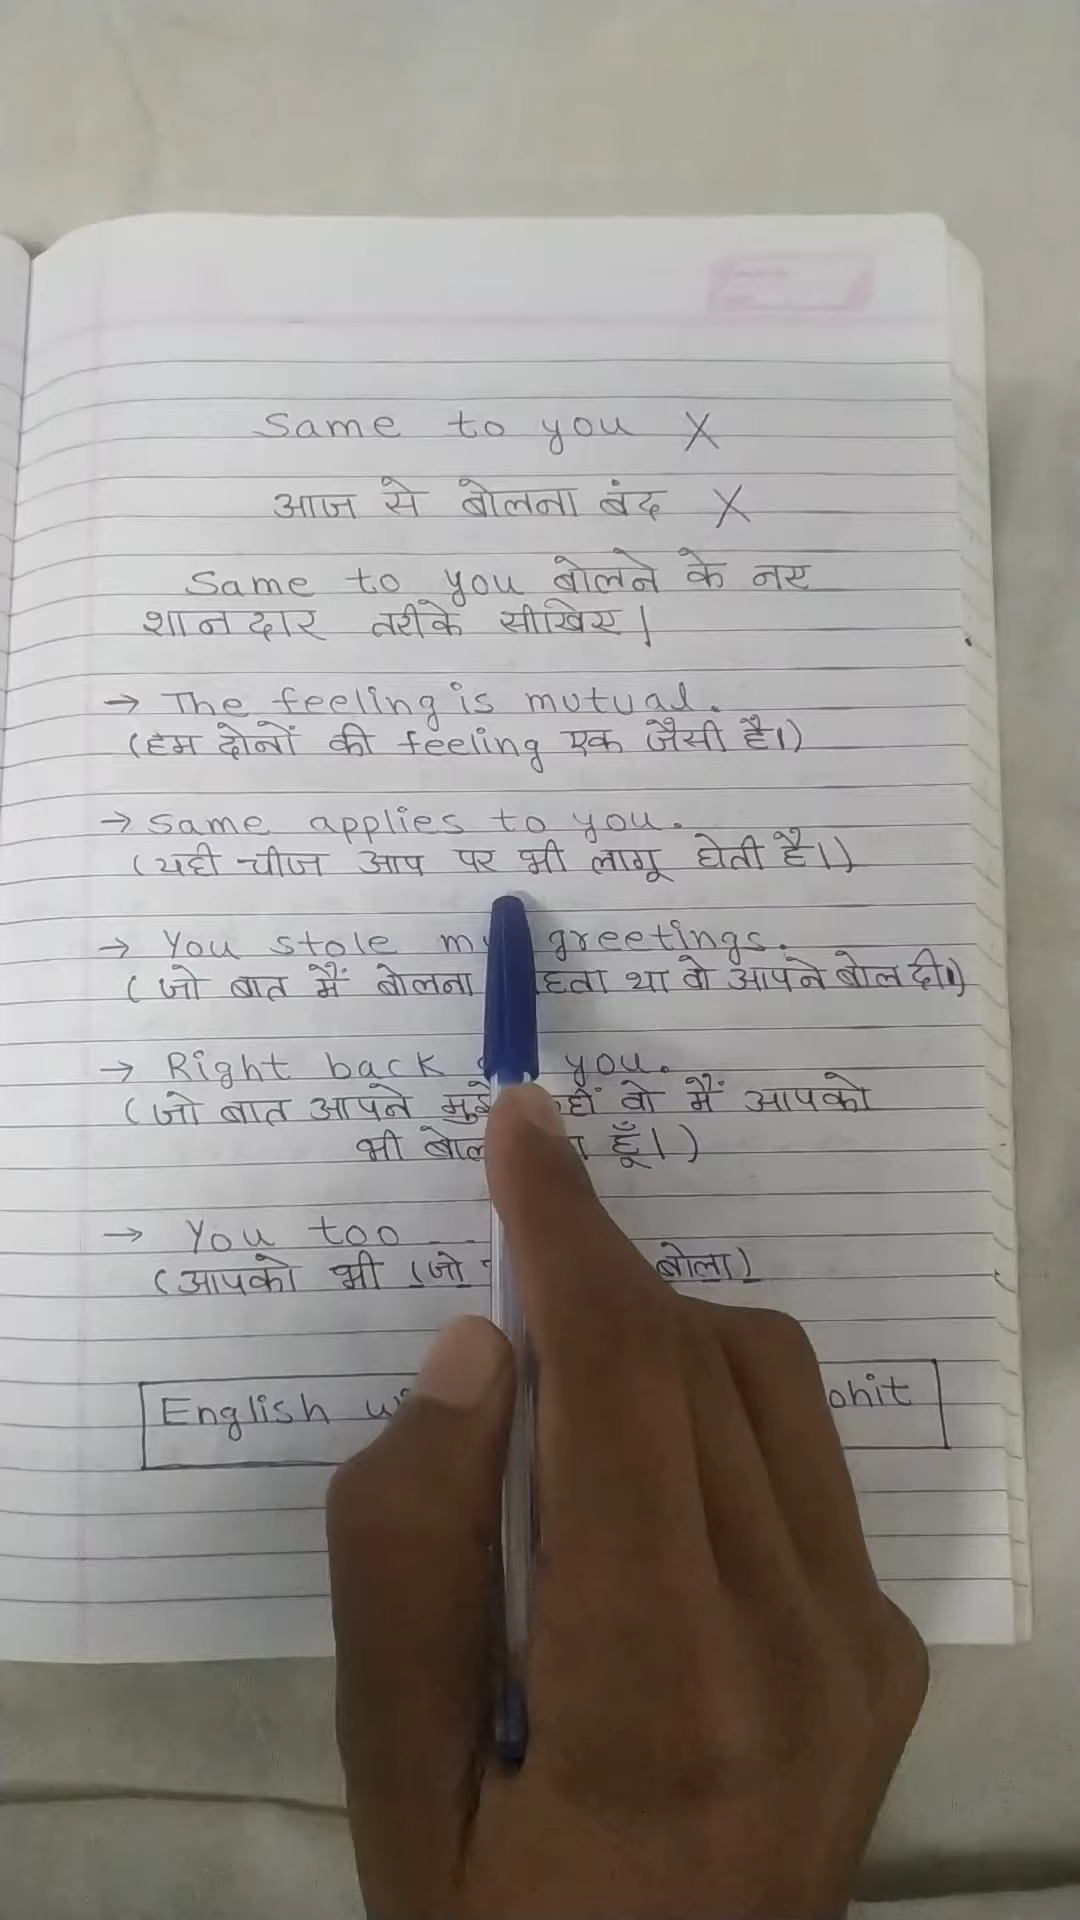 Same to you X
आज से बोलना बंद X
Same to you बोलने के नए
शानदार तरीके सीखिए।
→ The feeling is mutual.
(हम दोनों की feeling एक जैसी है।)
→ Same applies to you.
(यही चीज आप पर भी लागू होती है।)
→ You stole greetings.
(जो बात मैं बोलना था वो आपने बोल दी।)
→ Right back you.
(जो बात आपने वो मैं आपको
भी हूँ।)
→ You too
(आपको भी (जो बोला)
English